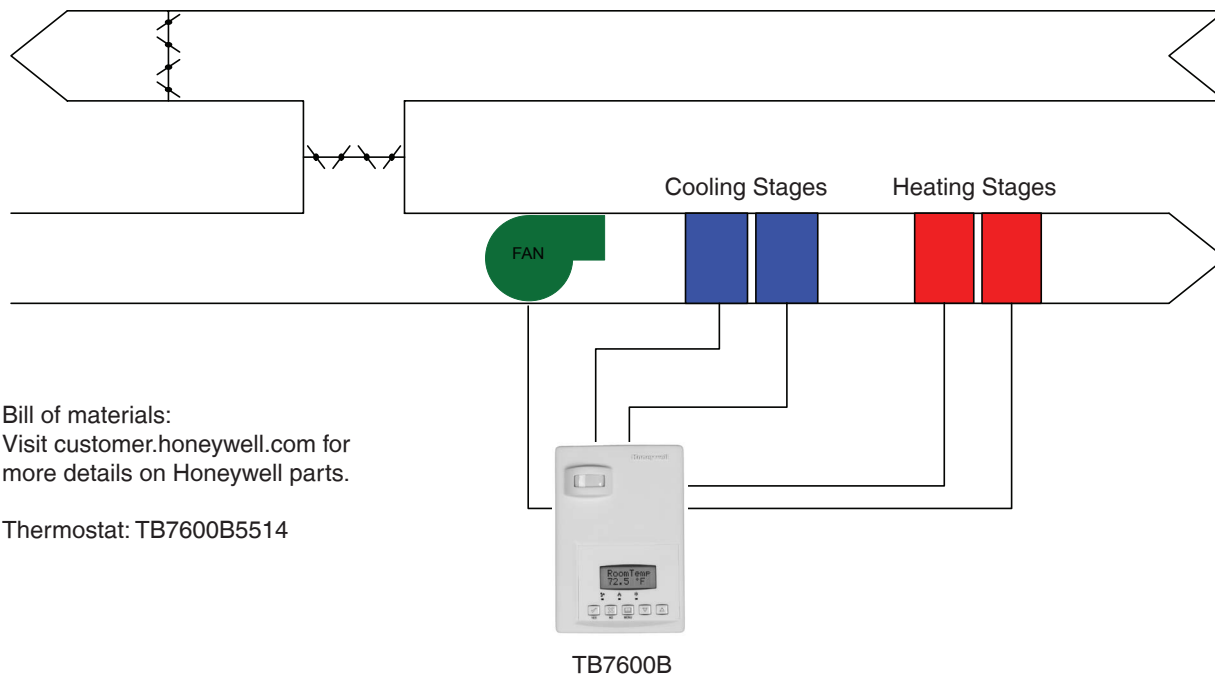 Cooling Stages
Heating Stages
FAN
Bill of materials:
Visit customer.honeywell.com for
more details on Honeywell parts.
Thermostat: TB7600B5514
Honeywell
RoomTemp
72.5 °F
TB7600B